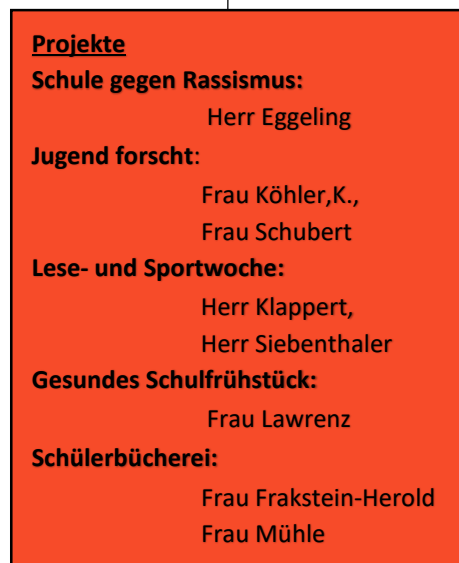 Projekte
Schule gegen Rassismus:
Herr Eggeling
Jugend forscht:
Frau Köhler,K.,
Frau Schubert
Lese- und Sportwoche:
Herr Klappert,
Herr Siebenthaler
Gesundes Schulfrühstück:
Frau Lawrenz
Schülerbücherei:
Frau Frakstein-Herold
Frau Mühle